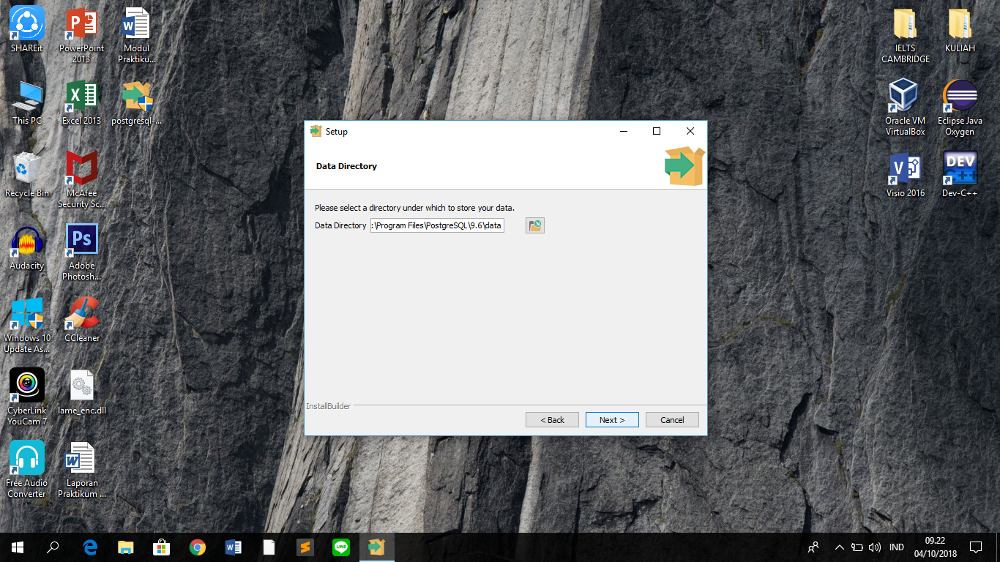 SHAREit
PowerPoint
2013
Modul
Praktiku...
IELTS
CAMBRIDGE
KULIAH
This PC
Excel 2013
postgresql-...
Oracle VM
VirtualBox
Eclipse Java
Oxygen
Recycle Bin
McAfee
Security Sc...
Visio 2016
DEV
C++
Dev-C++
Audacity
Ps
Adobe
Photosh...
Windows 10
Update As...
CCleaner
CyberLink
YouCam 7
lame_enc.dll
Free Audio
Converter
Laporan
Praktikum ...
Setup
Data Directory
Please select a directory under which to store your data.
Data Directory :\Program Files\PostgreSQL\9.6\data
InstallBuilder
< Back Next > Cancel
LINE
IND
09.22
04/10/2018